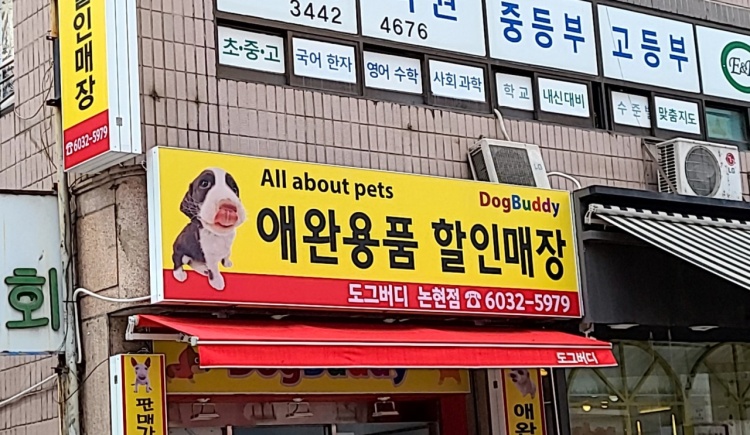 할인매장
☎6032-5979
3442
4676
중등부
고등부
초·중·고
국어 한자
영어 수학
사회 과학
학교
내신대비
수준별
맞춤지도
All about pets
DogBuddy
애완용품 할인매장
도그버디 논현점 ☎6032-5979
도그버디
회
DogBuddy
판매
애완